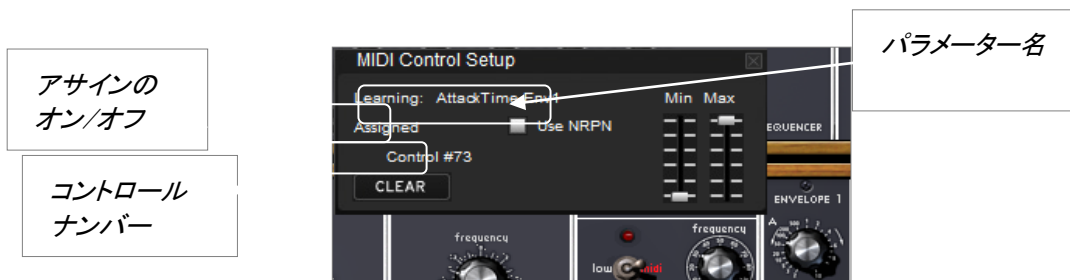 パラメーター名
アサインの
オン/オフ
コントロール
ナンバー
MIDI Control Setup
Learning: AttackTime Env1
Min Max
Assigned
Use NRPN
Control #73
CLEAR
EQUENCER
ENVELOPE 1
A
frequency
frequency
low
midi